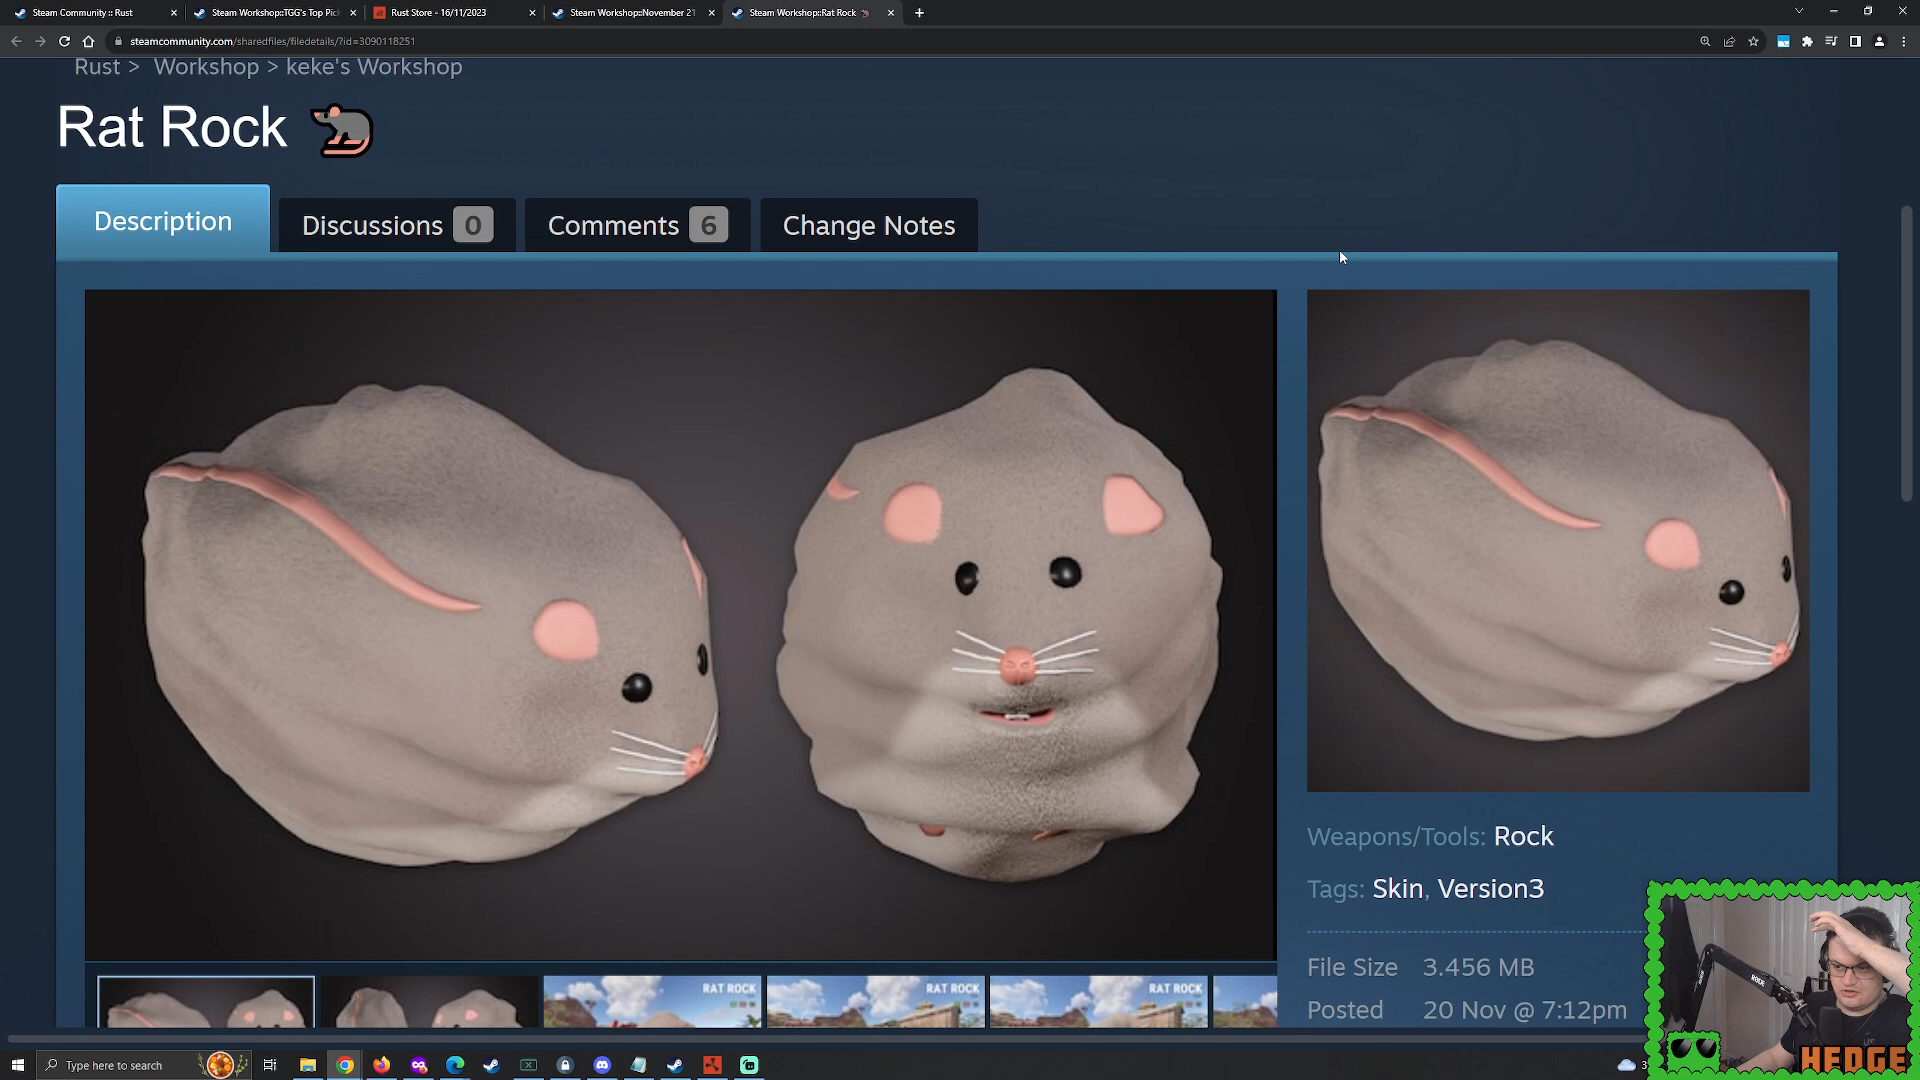 Steam Community :: Rust
Steam Workshop::TGG's Top Pic
Rust Store - 16/11/2023
Steam Workshop::November 21
Steam Workshop::Rat Rock
steamcommunity.com/sharedfiles/filedetails/?id=3090118251
Rust > Workshop > keke's Workshop
Rat Rock
Description
Discussions 0
Comments 6
Change Notes
Weapons/Tools: Rock
Tags: Skin, Version3
File Size 3.456 MB
Posted 20 Nov @ 7:12pm
RAT ROCK
RAT ROCK
RAT ROCK
HEDGE
Type here to search